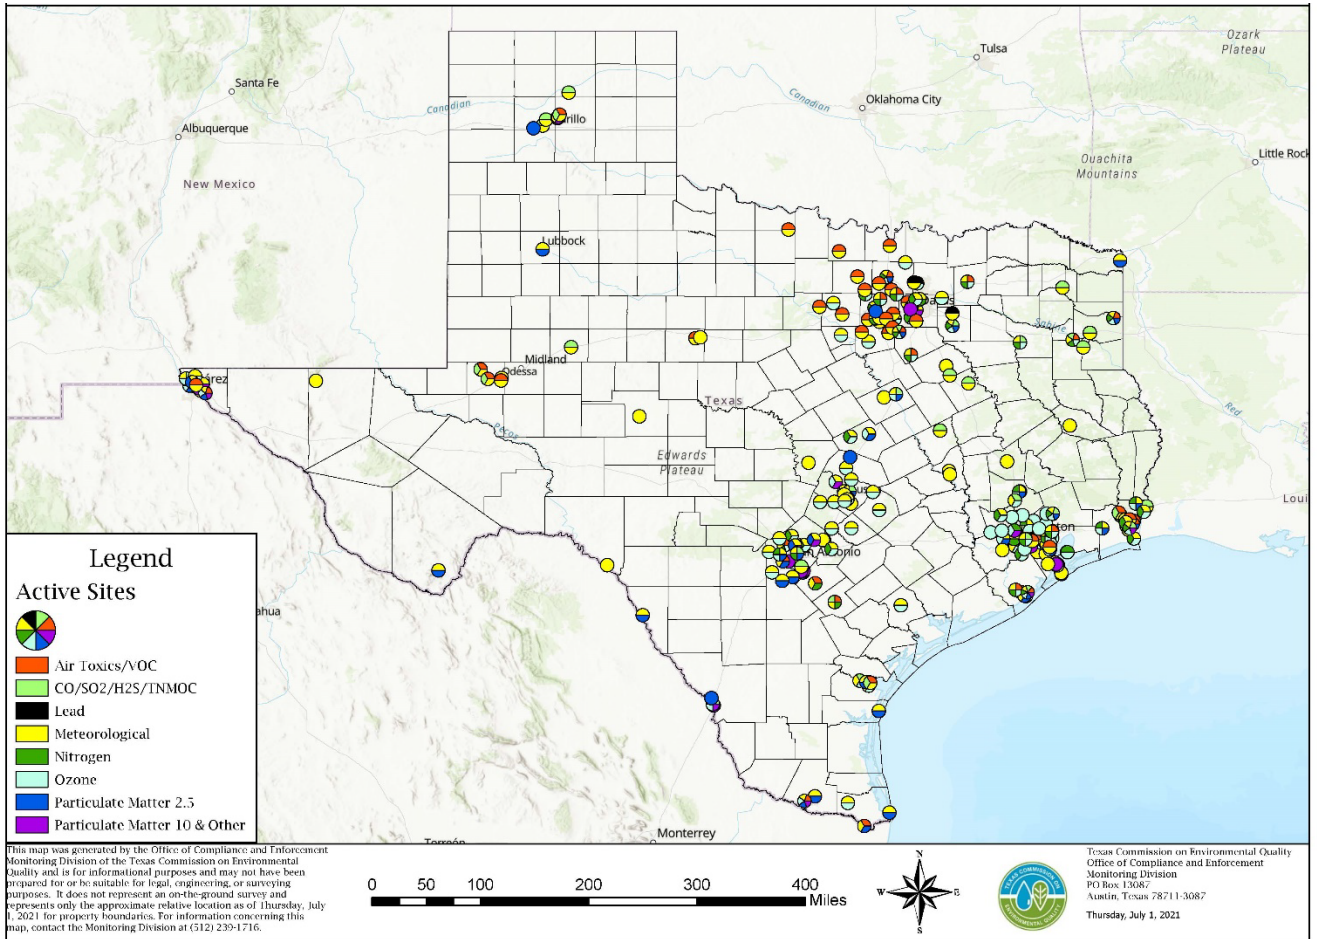 Ozark
Plateau
Tulsa
Santa Fe
Canadian
Canadian
Oklahoma City
rillo
Albuquerque
Little Rock
Ouachita
Mountains
New Mexico
Lubbock
Sabine
Midland
Odessa
rez
Texas
Red
Pecos
Edwards
Plateau
Loui
ton
n Antonio
ahua
Monterrey
Legend
Active Sites
Air Toxics/VOC
CO/SO2/H2S/TNMOC
Lead
Meteorological
Nitrogen
Ozone
Particulate Matter 2.5
Particulate Matter 10 & Other
This map was generated by the Office of Compliance and Enforcement
Monitoring Division of the Texas Commission on Environmental
Quality and is for informational purposes and may not have been
prepared for or be suitable for legal, engineering, or surveying
purposes. It does not represent an on-the-ground survey and
represents only the approximate relative location as of Thursday, July
1, 2021 for property boundaries. For information concerning this
map, contact the Monitoring Division at (512) 239-1716.
0 50 100 200 300 400
Miles
N
W E
S
TEXAS COMMISSION ON
ENVIRONMENTAL QUALITY
Texas Commission on Environmental Quality
Office of Compliance and Enforcement
Monitoring Division
PO Box 13087
Austin, Texas 78711-3087
Thursday, July 1, 2021